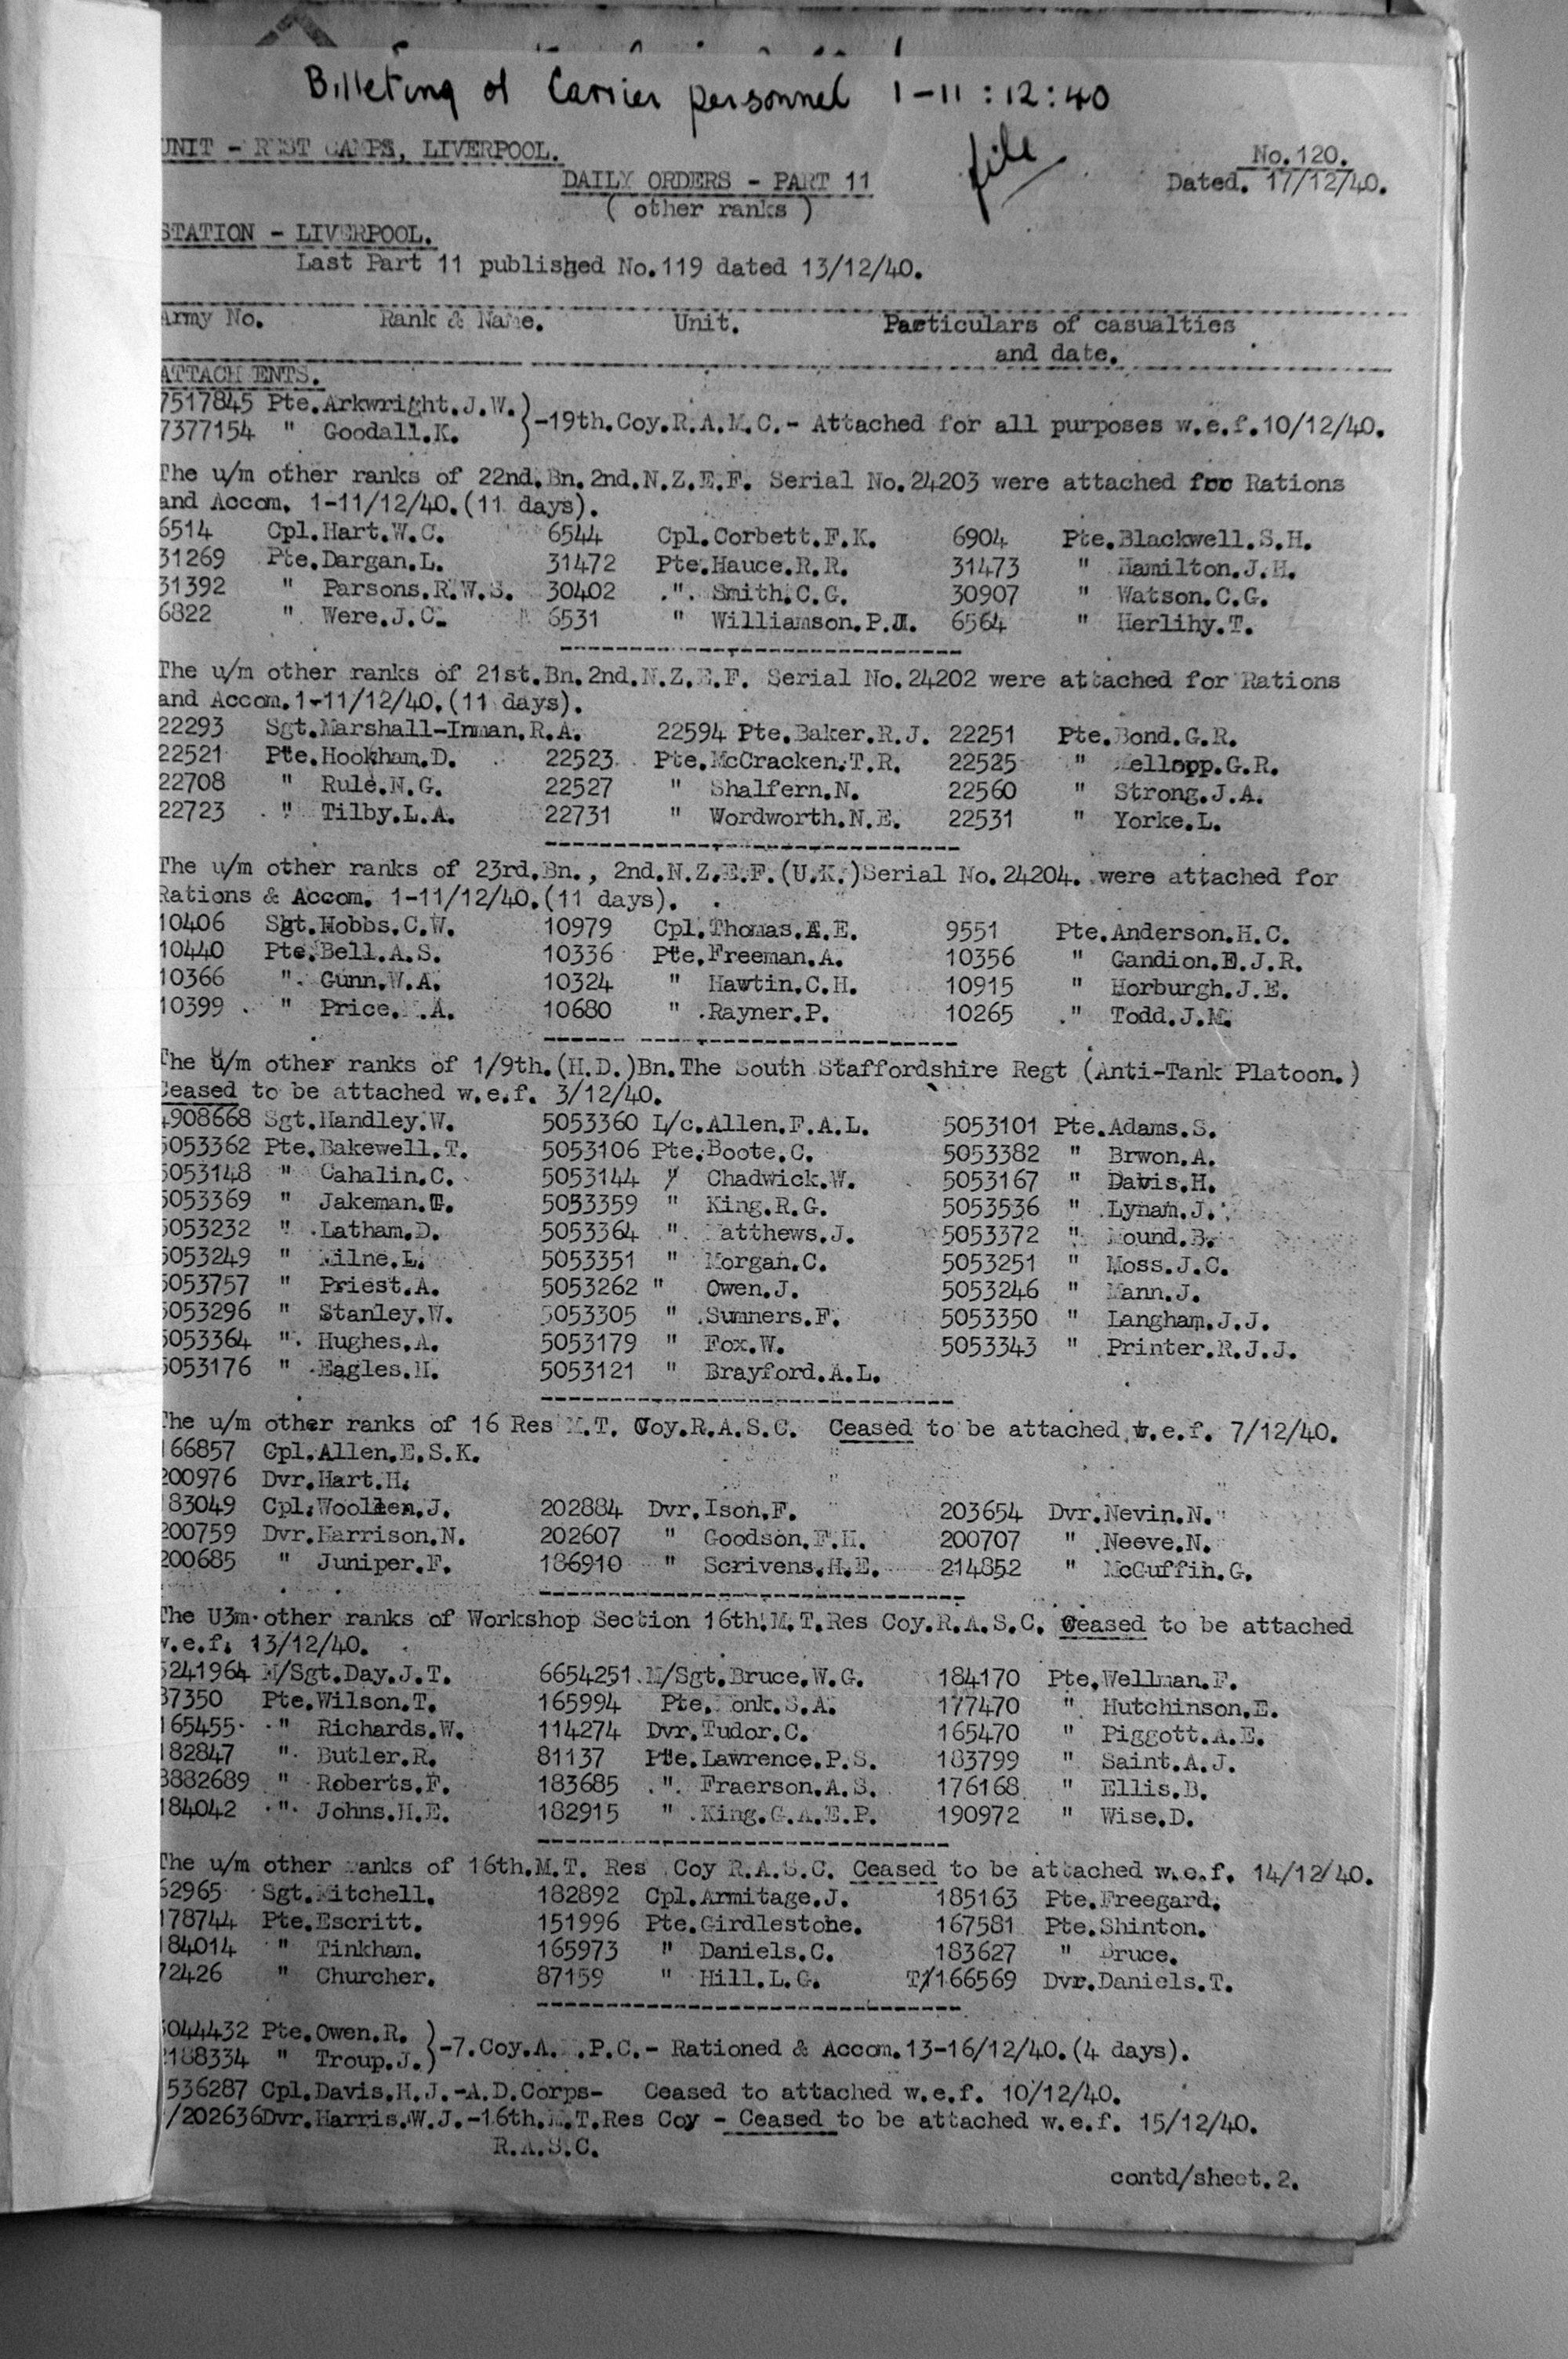 Billeting of Carrier personnel 1-11:12:40
file
UNIT - REST CAMPS, LIVERPOOL.
No.120.
DAILY ORDERS - PART 11
Dated. 17/12/40.
( other ranks )
STATION - LIVERPOOL.
Last Part 11 published No.119 dated 13/12/40.
Army No. Rank & Name. Unit. Particulars of casualties
and date.
ATTACH ENTS.
7517845 Pte.Arkwright.J.W.
7377154 " Goodall.K. }-19th.Coy.R.A.M.C.- Attached for all purposes w.e.f.10/12/40.
The u/m other ranks of 22nd.Bn.2nd.N.Z.E.F. Serial No.24203 were attached for Rations
and Accom. 1-11/12/40.(11 days).
6514 Cpl.Hart.W.C. 6544 Cpl.Corbett.F.K. 6904 Pte.Blackwell.S.H.
31269 Pte.Dargan.L. 31472 Pte.Hauce.R.R. 31473 " Hamilton.J.H.
31392 " Parsons.R.W.S. 30402 " Smith.C.G. 30907 " Watson.C.G.
6822 " Were.J.C. 6531 " Williamson.P. 6564 " Herlihy.T.
The u/m other ranks of 21st.Bn.2nd.N.Z.E.F. Serial No.24202 were attached for Rations
and Accom.1-11/12/40.(11 days).
22293 Sgt.Marshall-Inman.R.A. 22594 Pte.Baker.R.J. 22251 Pte.Bond.G.R.
22521 Pte.Hookham.D. 22523 Pte.McCracken.T.R. 22525 " ellopp.G.R.
22708 " Rule.N.G. 22527 " Shalfern.N. 22560 " Strong.J.A.
22723 " Tilby.L.A. 22731 " Wordworth.N.E. 22531 " Yorke.L.
The u/m other ranks of 23rd.Bn., 2nd.N.Z.E.F.(U.K.)Serial No.24204. were attached for
Rations & Accom. 1-11/12/40.(11 days).
10406 Sgt.Hobbs.C.W. 10979 Cpl.Thomas.A.E. 9551 Pte.Anderson.H.C.
10440 Pte.Bell.A.S. 10336 Pte.Freeman.A. 10356 " Gandion.E.J.R.
10366 " Gunn.W.A. 10324 " Hawtin.C.H. 10915 " Horburgh.J.E.
10399 " Price. .A. 10680 " Rayner.P. 10265 " Todd.J.M.
The u/m other ranks of 1/9th.(H.D.)Bn.The South Staffordshire Regt (Anti-Tank Platoon.)
Ceased to be attached w.e.f. 3/12/40.
4908668 Sgt.Handley.W. 5053360 L/c.Allen.F.A.L. 5053101 Pte.Adams.S.
5053362 Pte.Bakewell.T. 5053106 Pte.Boote.C. 5053382 " Brwon.A.
5053148 " Cahalin.C. 5053144 " Chadwick.W. 5053167 " Davis.H.
5053369 " Jakeman.T. 5053359 " King.R.G. 5053536 " Lynam.J.
5053232 " Latham.D. 5053364 " Matthews.J. 5053372 " Mound.B.
5053249 " Milne.L. 5053351 " Morgan.C. 5053251 " Moss.J.C.
5053757 " Priest.A. 5053262 " Owen.J. 5053246 " Mann.J.
5053296 " Stanley.W. 5053305 " Sumners.F. 5053350 " Langham.J.J.
5053364 " Hughes.A. 5053179 " Fox.W. 5053343 " Printer.R.J.J.
5053176 " Eagles.H. 5053121 " Brayford.A.L.
The u/m other ranks of 16 Res M.T. Coy.R.A.S.C. Ceased to be attached w.e.f. 7/12/40.
166857 Cpl.Allen.E.S.K.
200976 Dvr.Hart.H.
183049 Cpl.Woollen.J. 202884 Dvr.Ison.F. 203654 Dvr.Nevin.N.
200759 Dvr.Harrison.N. 202607 " Goodson.F.H. 200707 " Neeve.N.
200685 " Juniper.F. 186910 " Scrivens.H.E. 214852 " McGuffin.G.
The U3m other ranks of Workshop Section 16th.M.T.Res Coy.R.A.S.C. Ceased to be attached
w.e.f. 13/12/40.
5241964 M/Sgt.Day.J.T. 6654251 M/Sgt.Bruce.W.G. 184170 Pte.Wellman.F.
87350 Pte.Wilson.T. 165994 Pte. onk.S.A. 177470 " Hutchinson.E.
165455 " Richards.W. 114274 Dvr.Tudor.C. 165470 " Piggott.A.E.
182847 " Butler.R. 81137 Pte.Lawrence.P.S. 183799 " Saint.A.J.
3882689 " Roberts.F. 183685 " Fraerson.A.S. 176168 " Ellis.B.
184042 " Johns.H.E. 182915 " King.G.A.E.P. 190972 " Wise.D.
The u/m other ranks of 16th.M.T. Res Coy R.A.S.C. Ceased to be attached w.e.f. 14/12/40.
62965 Sgt.Mitchell. 182892 Cpl.Armitage.J. 185163 Pte.Freegard.
178744 Pte.Escritt. 151996 Pte.Girdlestone. 167581 Pte.Shinton.
184014 " Tinkham. 165973 " Daniels.C. 183627 " Bruce.
72426 " Churcher. 87159 " Hill.L.G. T/166569 Dvr.Daniels.T.
5044432 Pte.Owen.R.
2188334 " Troup.J. }-7.Coy.A. .P.C.- Rationed & Accom.13-16/12/40.(4 days).
536287 Cpl.Davis.H.J.-A.D.Corps- Ceased to attached w.e.f. 10/12/40.
/202636Dvr.Harris.W.J.-16th.M.T.Res Coy - Ceased to be attached w.e.f. 15/12/40.
R.A.S.C.
contd/sheet.2.